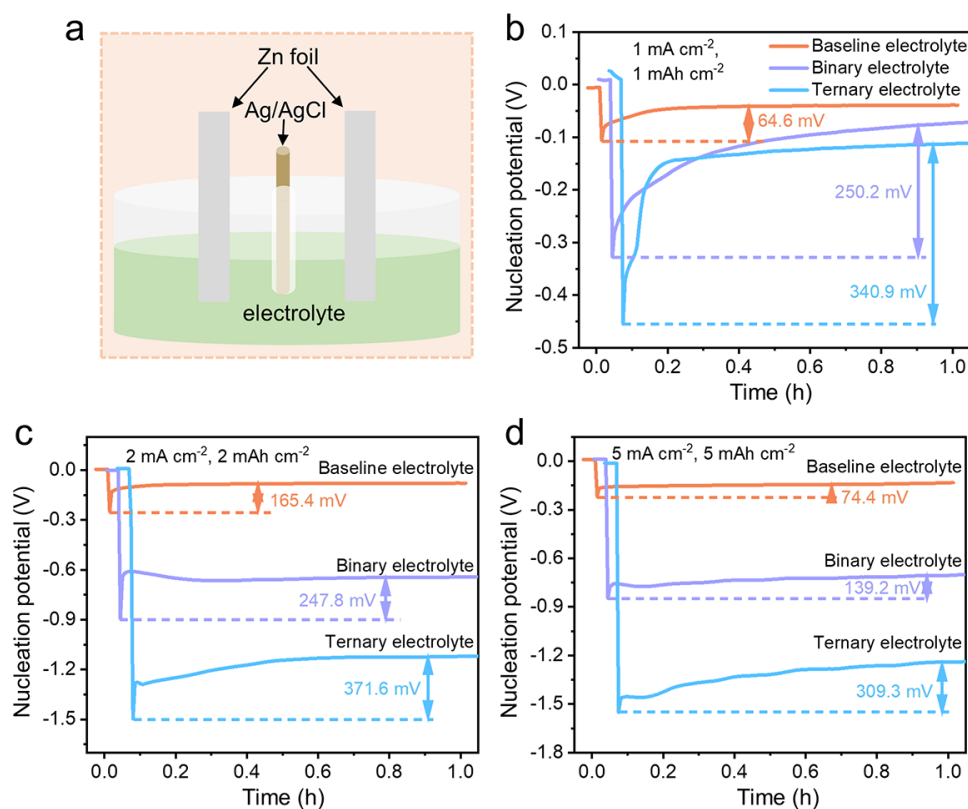 a
Zn foil
Ag/AgCl
electrolyte
b
1 mA cm⁻²,
1 mAh cm⁻²
Baseline electrolyte
Binary electrolyte
Ternary electrolyte
64.6 mV
250.2 mV
340.9 mV
0.0
-0.1
-0.2
-0.3
-0.4
-0.5
Nucleation potential (V)
0.0 0.2 0.4 0.6 0.8 1.0
Time (h)
c
2 mA cm⁻², 2 mAh cm⁻²
Baseline electrolyte
165.4 mV
Binary electrolyte
247.8 mV
Ternary electrolyte
371.6 mV
0.0
-0.3
-0.6
-0.9
-1.2
-1.5
Nucleation potential (V)
0.0 0.2 0.4 0.6 0.8 1.0
Time (h)
d
5 mA cm⁻², 5 mAh cm⁻²
Baseline electrolyte
74.4 mV
Binary electrolyte
139.2 mV
Ternary electrolyte
309.3 mV
0.0
-0.3
-0.6
-0.9
-1.2
-1.5
-1.8
Nucleation potential (V)
0.0 0.2 0.4 0.6 0.8 1.0
Time (h)